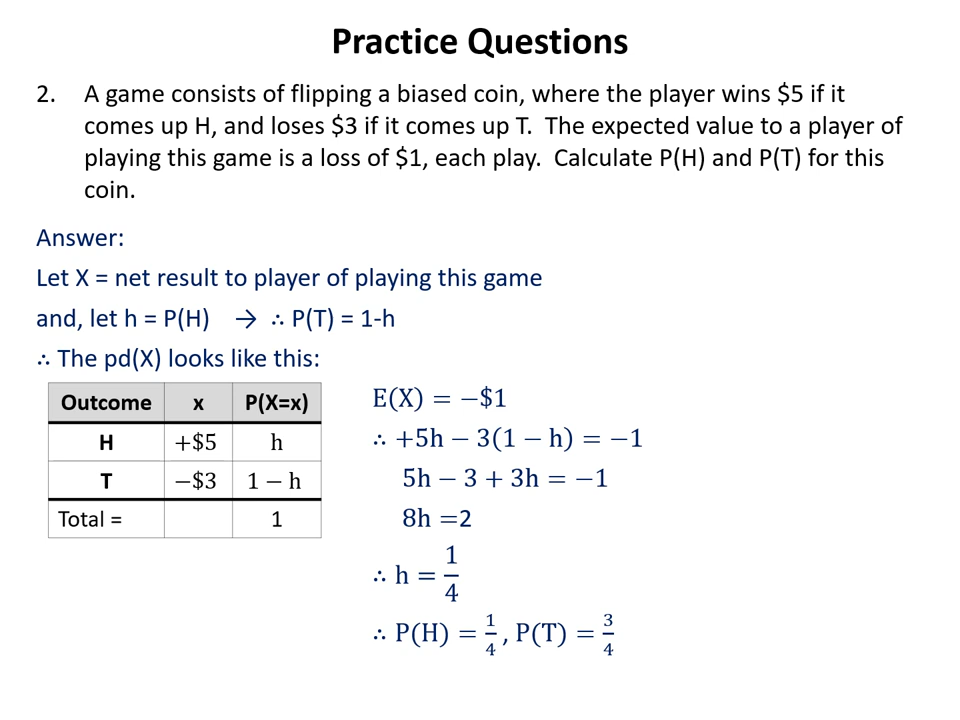 Practice Questions
2. A game consists of flipping a biased coin, where the player wins $5 if it
comes up H, and loses $3 if it comes up T. The expected value to a player of
playing this game is a loss of $1, each play. Calculate P(H) and P(T) for this
coin.
Answer:
Let X = net result to player of playing this game
and, let h = P(H) → ∴ P(T) = 1-h
∴ The pd(X) looks like this:
Outcome x P(X=x)
H +$5 h
T −$3 1 − h
Total = 1
E(X) = −$1
∴ +5h − 3(1 − h) = −1
5h − 3 + 3h = −1
8h =2
∴ h = 1/4
∴ P(H) = 1/4, P(T) = 3/4